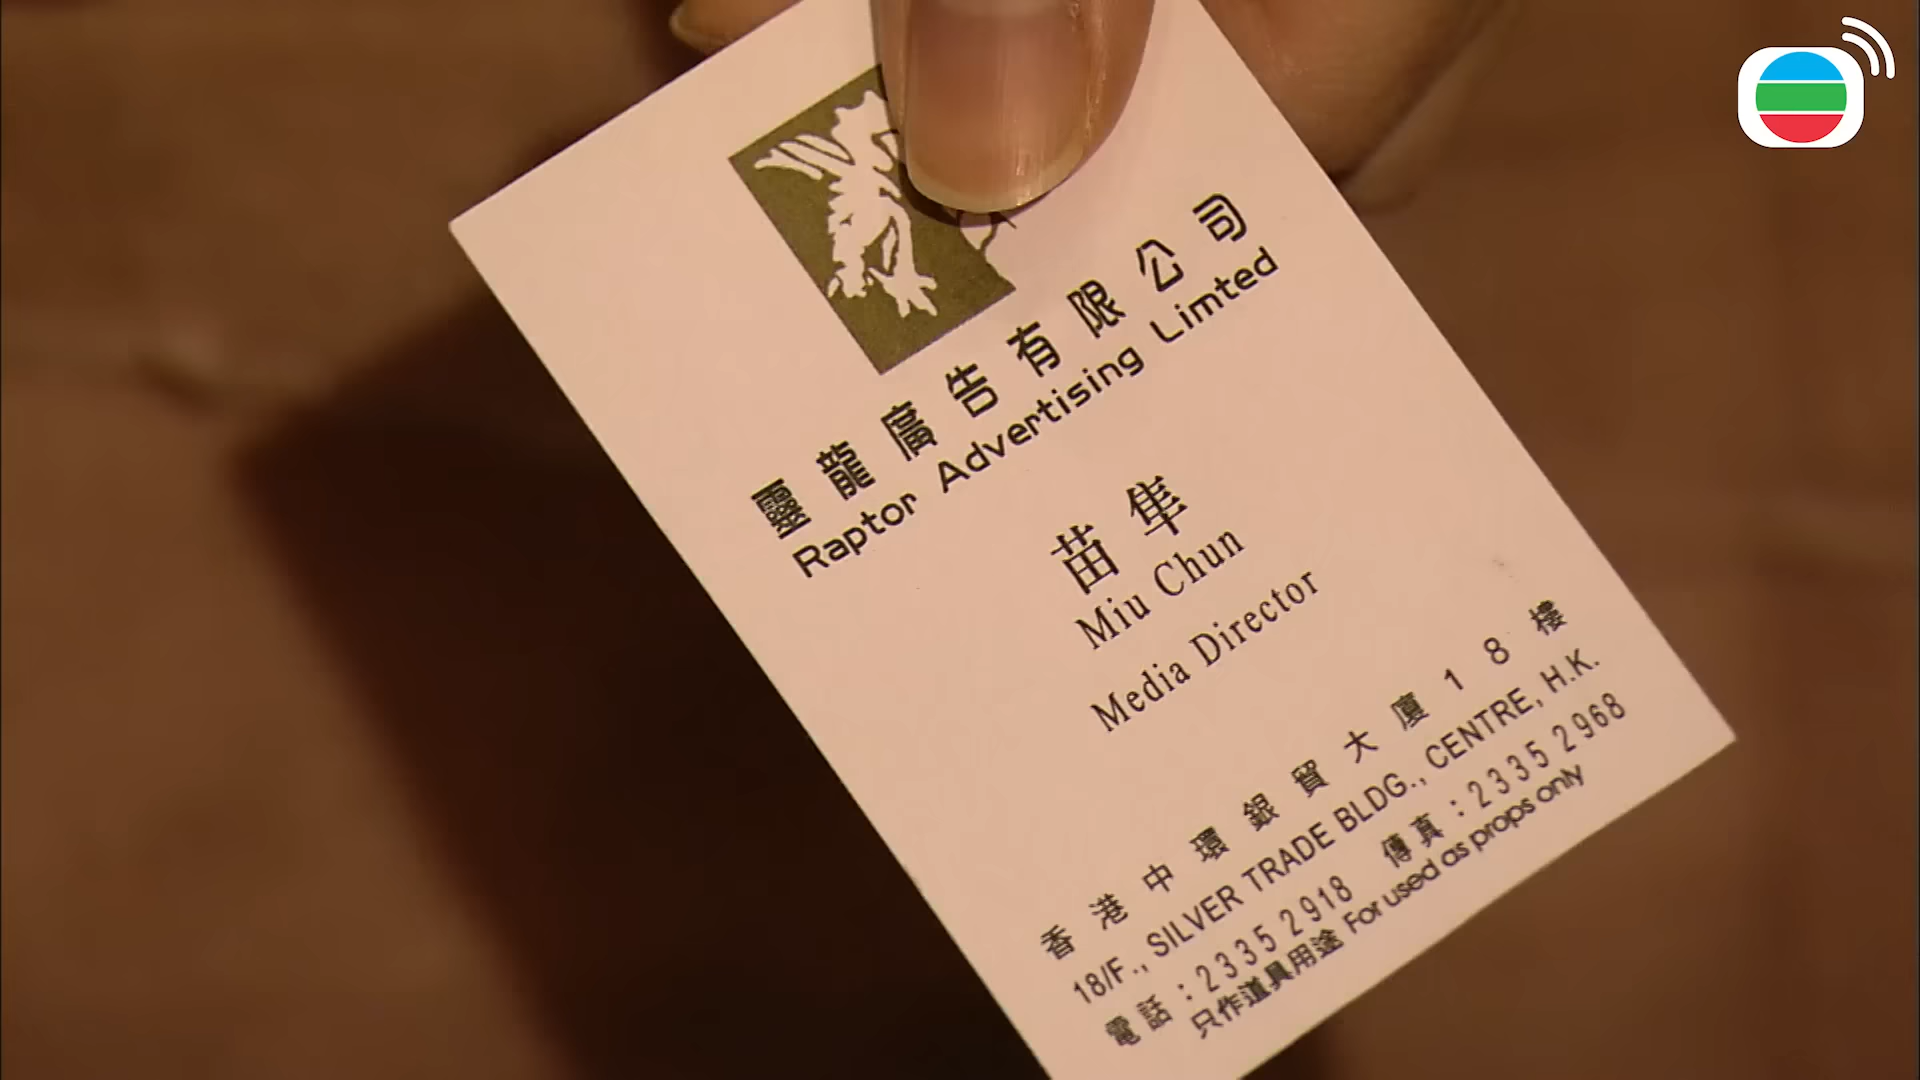 靈龍廣告有限公司
Raptor Advertising Limted
苗隼
Miu Chun
Media Director
香港中環銀貿大廈18樓
18/F., SILVER TRADE BLDG., CENTRE, H.K.
電話:2335 2918 傳真:2335 2968
只作道具用途 For used as props only